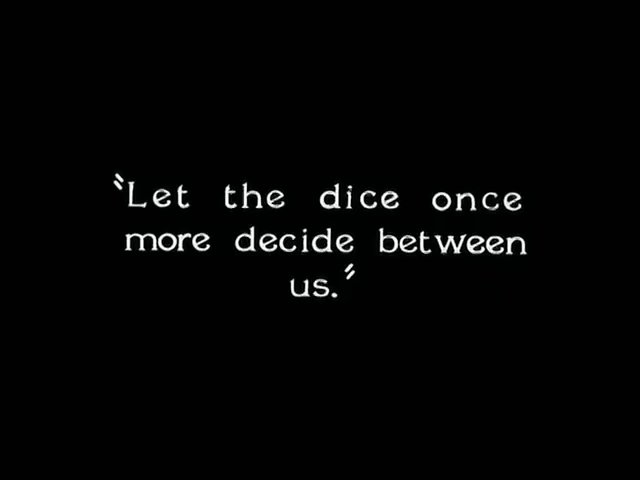 "Let the dice once
more decide between
us."